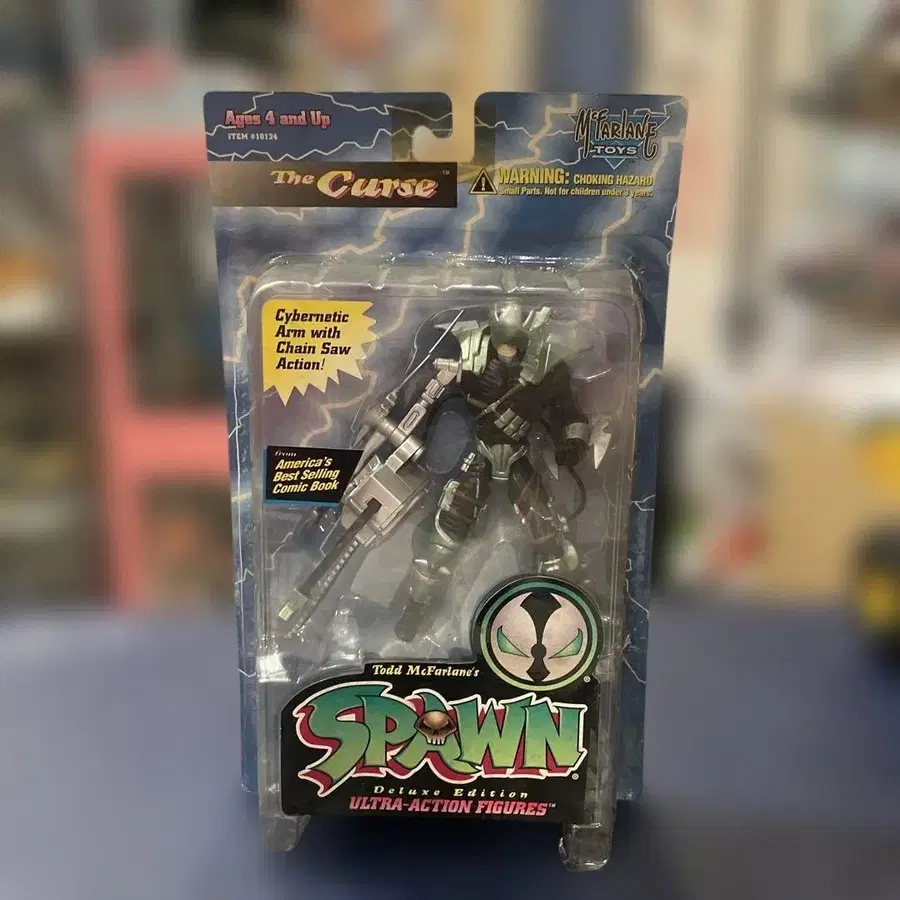 Ages 4 and Up
ITEM #10124
McFARLANE
TOYS
The Curse™
WARNING: CHOKING HAZARD
Small Parts. Not for children under 3 years.
Cybernetic
Arm with
Chain Saw
Action!
from
America's
Best Selling
Comic Book
Todd McFarlane's
SPAWN®
Deluxe Edition
ULTRA-ACTION FIGURES™